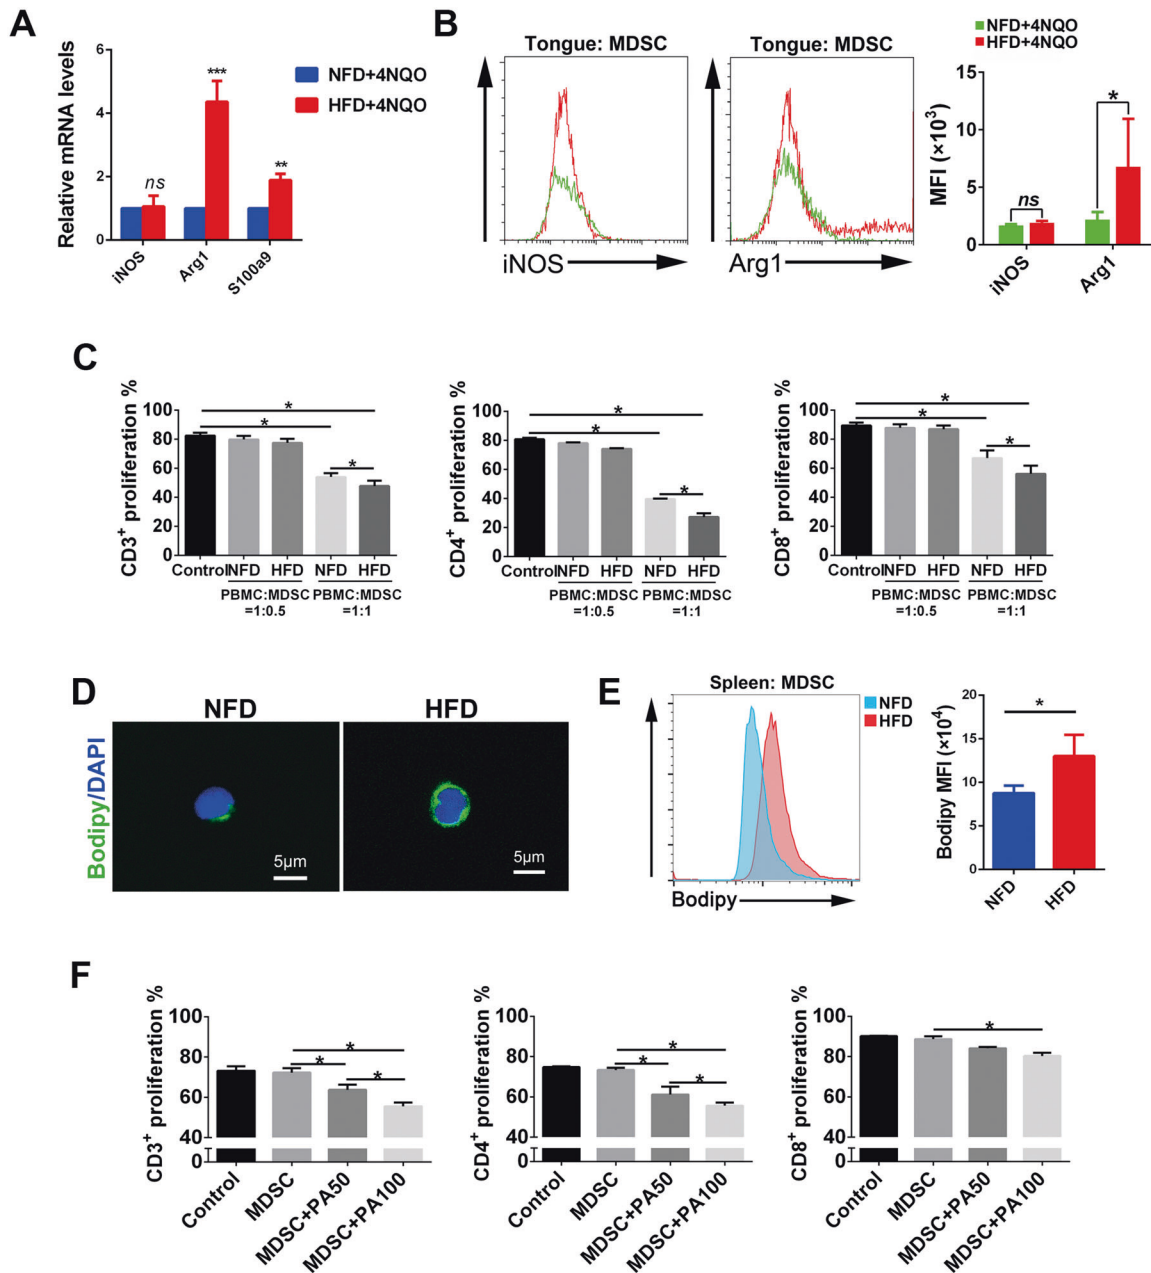 A
Relative mRNA levels
6
4
2
0
ns
***
**
iNOS
Arg1
S100a9
NFD+4NQO
HFD+4NQO
B
Tongue: MDSC
iNOS
Tongue: MDSC
Arg1
NFD+4NQO
HFD+4NQO
MFI (×10³)
15
10
5
0
ns
*
iNOS
Arg1
C
CD3⁺ proliferation %
100
80
60
40
20
0
*
*
*
Control NFD HFD NFD HFD
PBMC:MDSC PBMC:MDSC
=1:0.5 =1:1
CD4⁺ proliferation %
100
80
60
40
20
0
*
*
*
Control NFD HFD NFD HFD
PBMC:MDSC PBMC:MDSC
=1:0.5 =1:1
CD8⁺ proliferation %
100
80
60
40
20
0
*
*
*
Control NFD HFD NFD HFD
PBMC:MDSC PBMC:MDSC
=1:0.5 =1:1
D
NFD
HFD
Bodipy/DAPI
5μm
5μm
E
Spleen: MDSC
NFD
HFD
Bodipy
Bodipy MFI (×10⁴)
20
15
10
5
0
*
NFD
HFD
F
CD3⁺ proliferation %
100
80
60
40
0
*
*
*
Control
MDSC
MDSC+PA50
MDSC+PA100
CD4⁺ proliferation %
100
80
60
40
0
*
*
*
Control
MDSC
MDSC+PA50
MDSC+PA100
CD8⁺ proliferation %
100
80
60
40
0
*
Control
MDSC
MDSC+PA50
MDSC+PA100